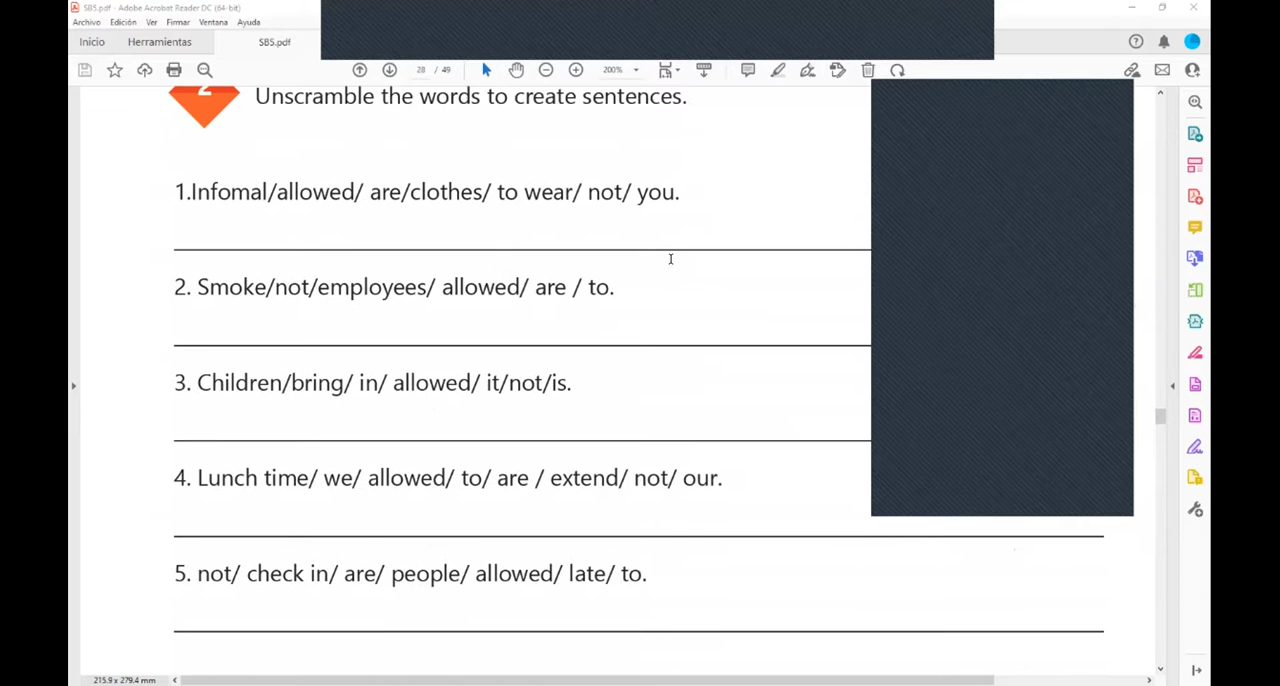 SB5.pdf - Adobe Acrobat Reader DC (64-bit)
Archivo Edición Ver Firmar Ventana Ayuda
Inicio Herramientas SB5.pdf
28 / 49 200%
2 Unscramble the words to create sentences.
1.Infomal/allowed/ are/clothes/ to wear/ not/ you.
2. Smoke/not/employees/ allowed/ are / to.
3. Children/bring/ in/ allowed/ it/not/is.
4. Lunch time/ we/ allowed/ to/ are / extend/ not/ our.
5. not/ check in/ are/ people/ allowed/ late/ to.
215.9 x 279.4 mm